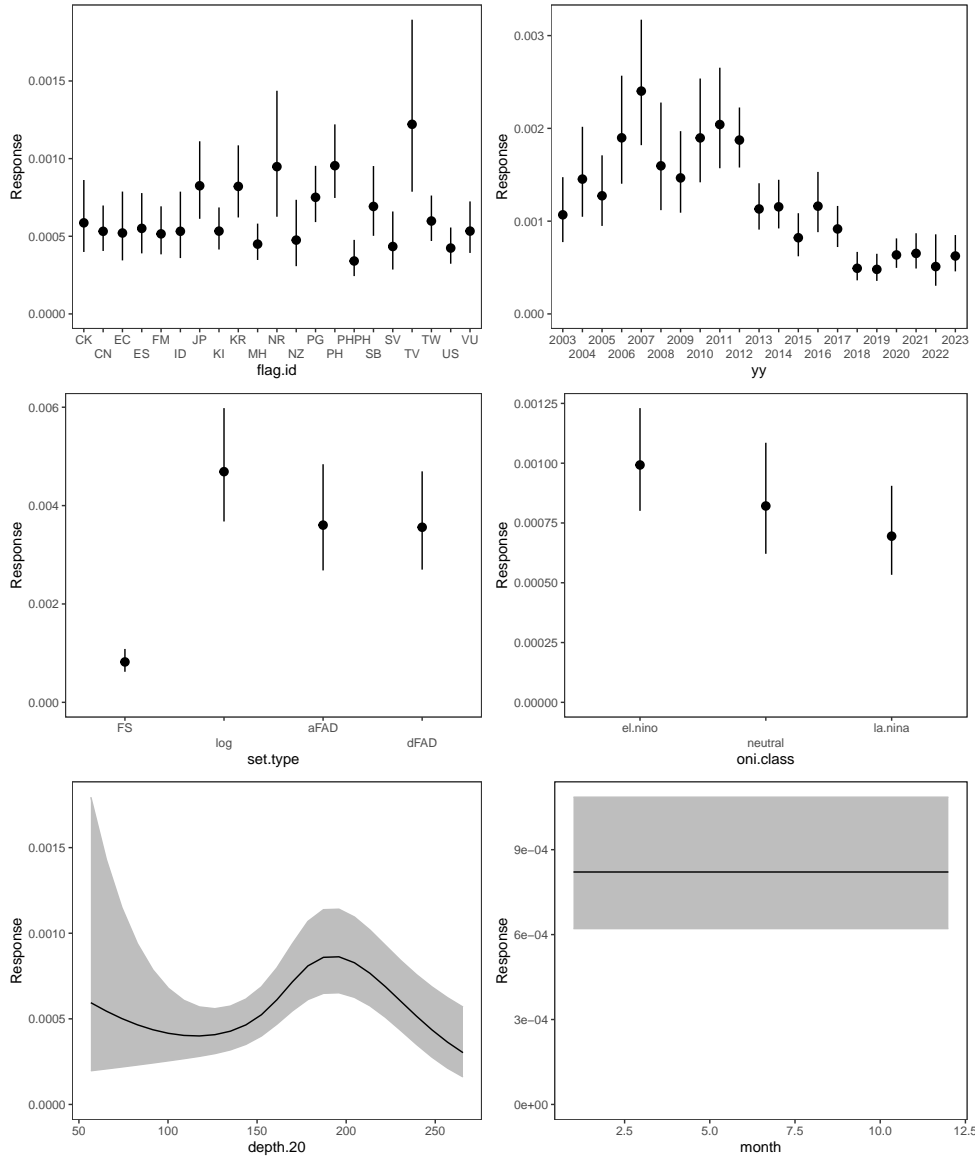 Response
0.0015
0.0010
0.0005
0.0000
CK EC FM JP KR NR PG PHPH SV TW VU
CN ES ID KI MH NZ PH SB TV US
flag.id
Response
0.003
0.002
0.001
0.000
2003 2005 2007 2009 2011 2013 2015 2017 2019 2021 2023
2004 2006 2008 2010 2012 2014 2016 2018 2020 2022
yy
Response
0.006
0.004
0.002
0.000
FS aFAD
log dFAD
set.type
Response
0.00125
0.00100
0.00075
0.00050
0.00025
0.00000
el.nino la.nina
neutral
oni.class
Response
0.0015
0.0010
0.0005
0.0000
50 100 150 200 250
depth.20
Response
9e−04
6e−04
3e−04
0e+00
2.5 5.0 7.5 10.0 12.5
month